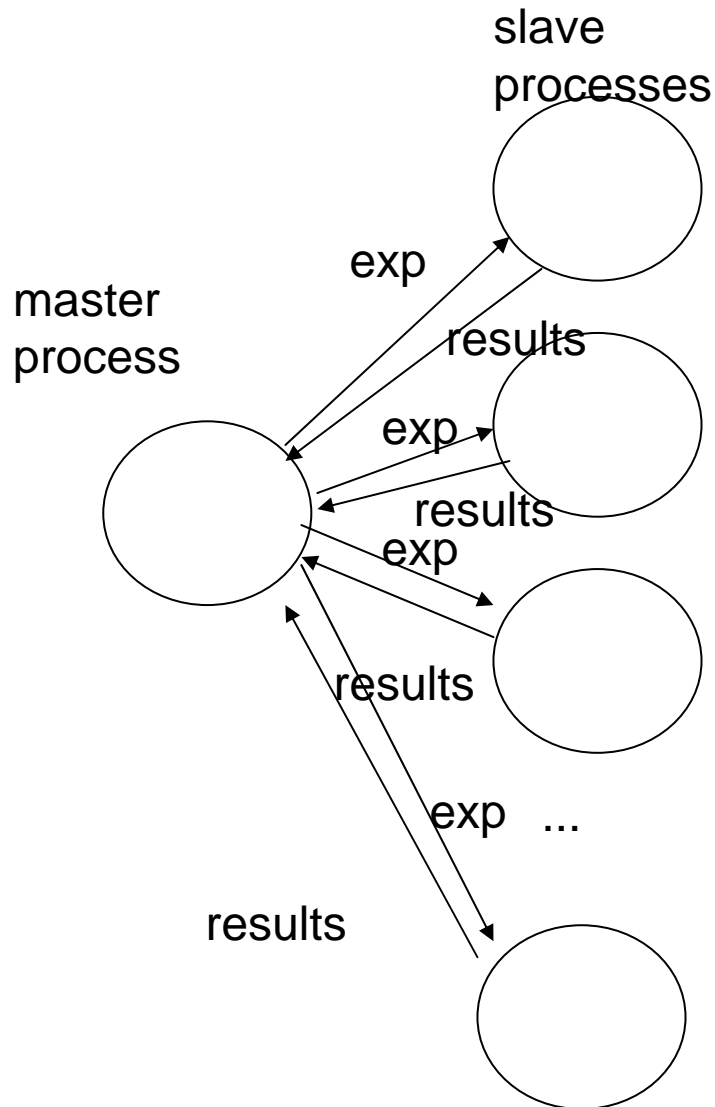 slave
processes
exp
master
process
results
exp
results
exp
results
exp ...
results